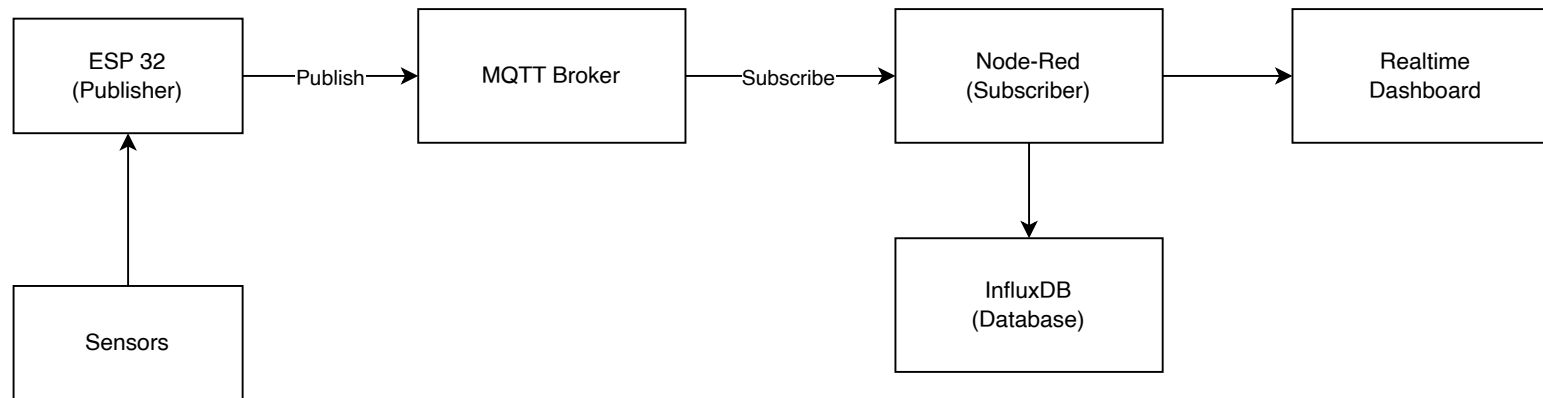 ESP 32
(Publisher)
Publish
MQTT Broker
Subscribe
Node-Red
(Subscriber)
Realtime
Dashboard
InfluxDB
(Database)
Sensors